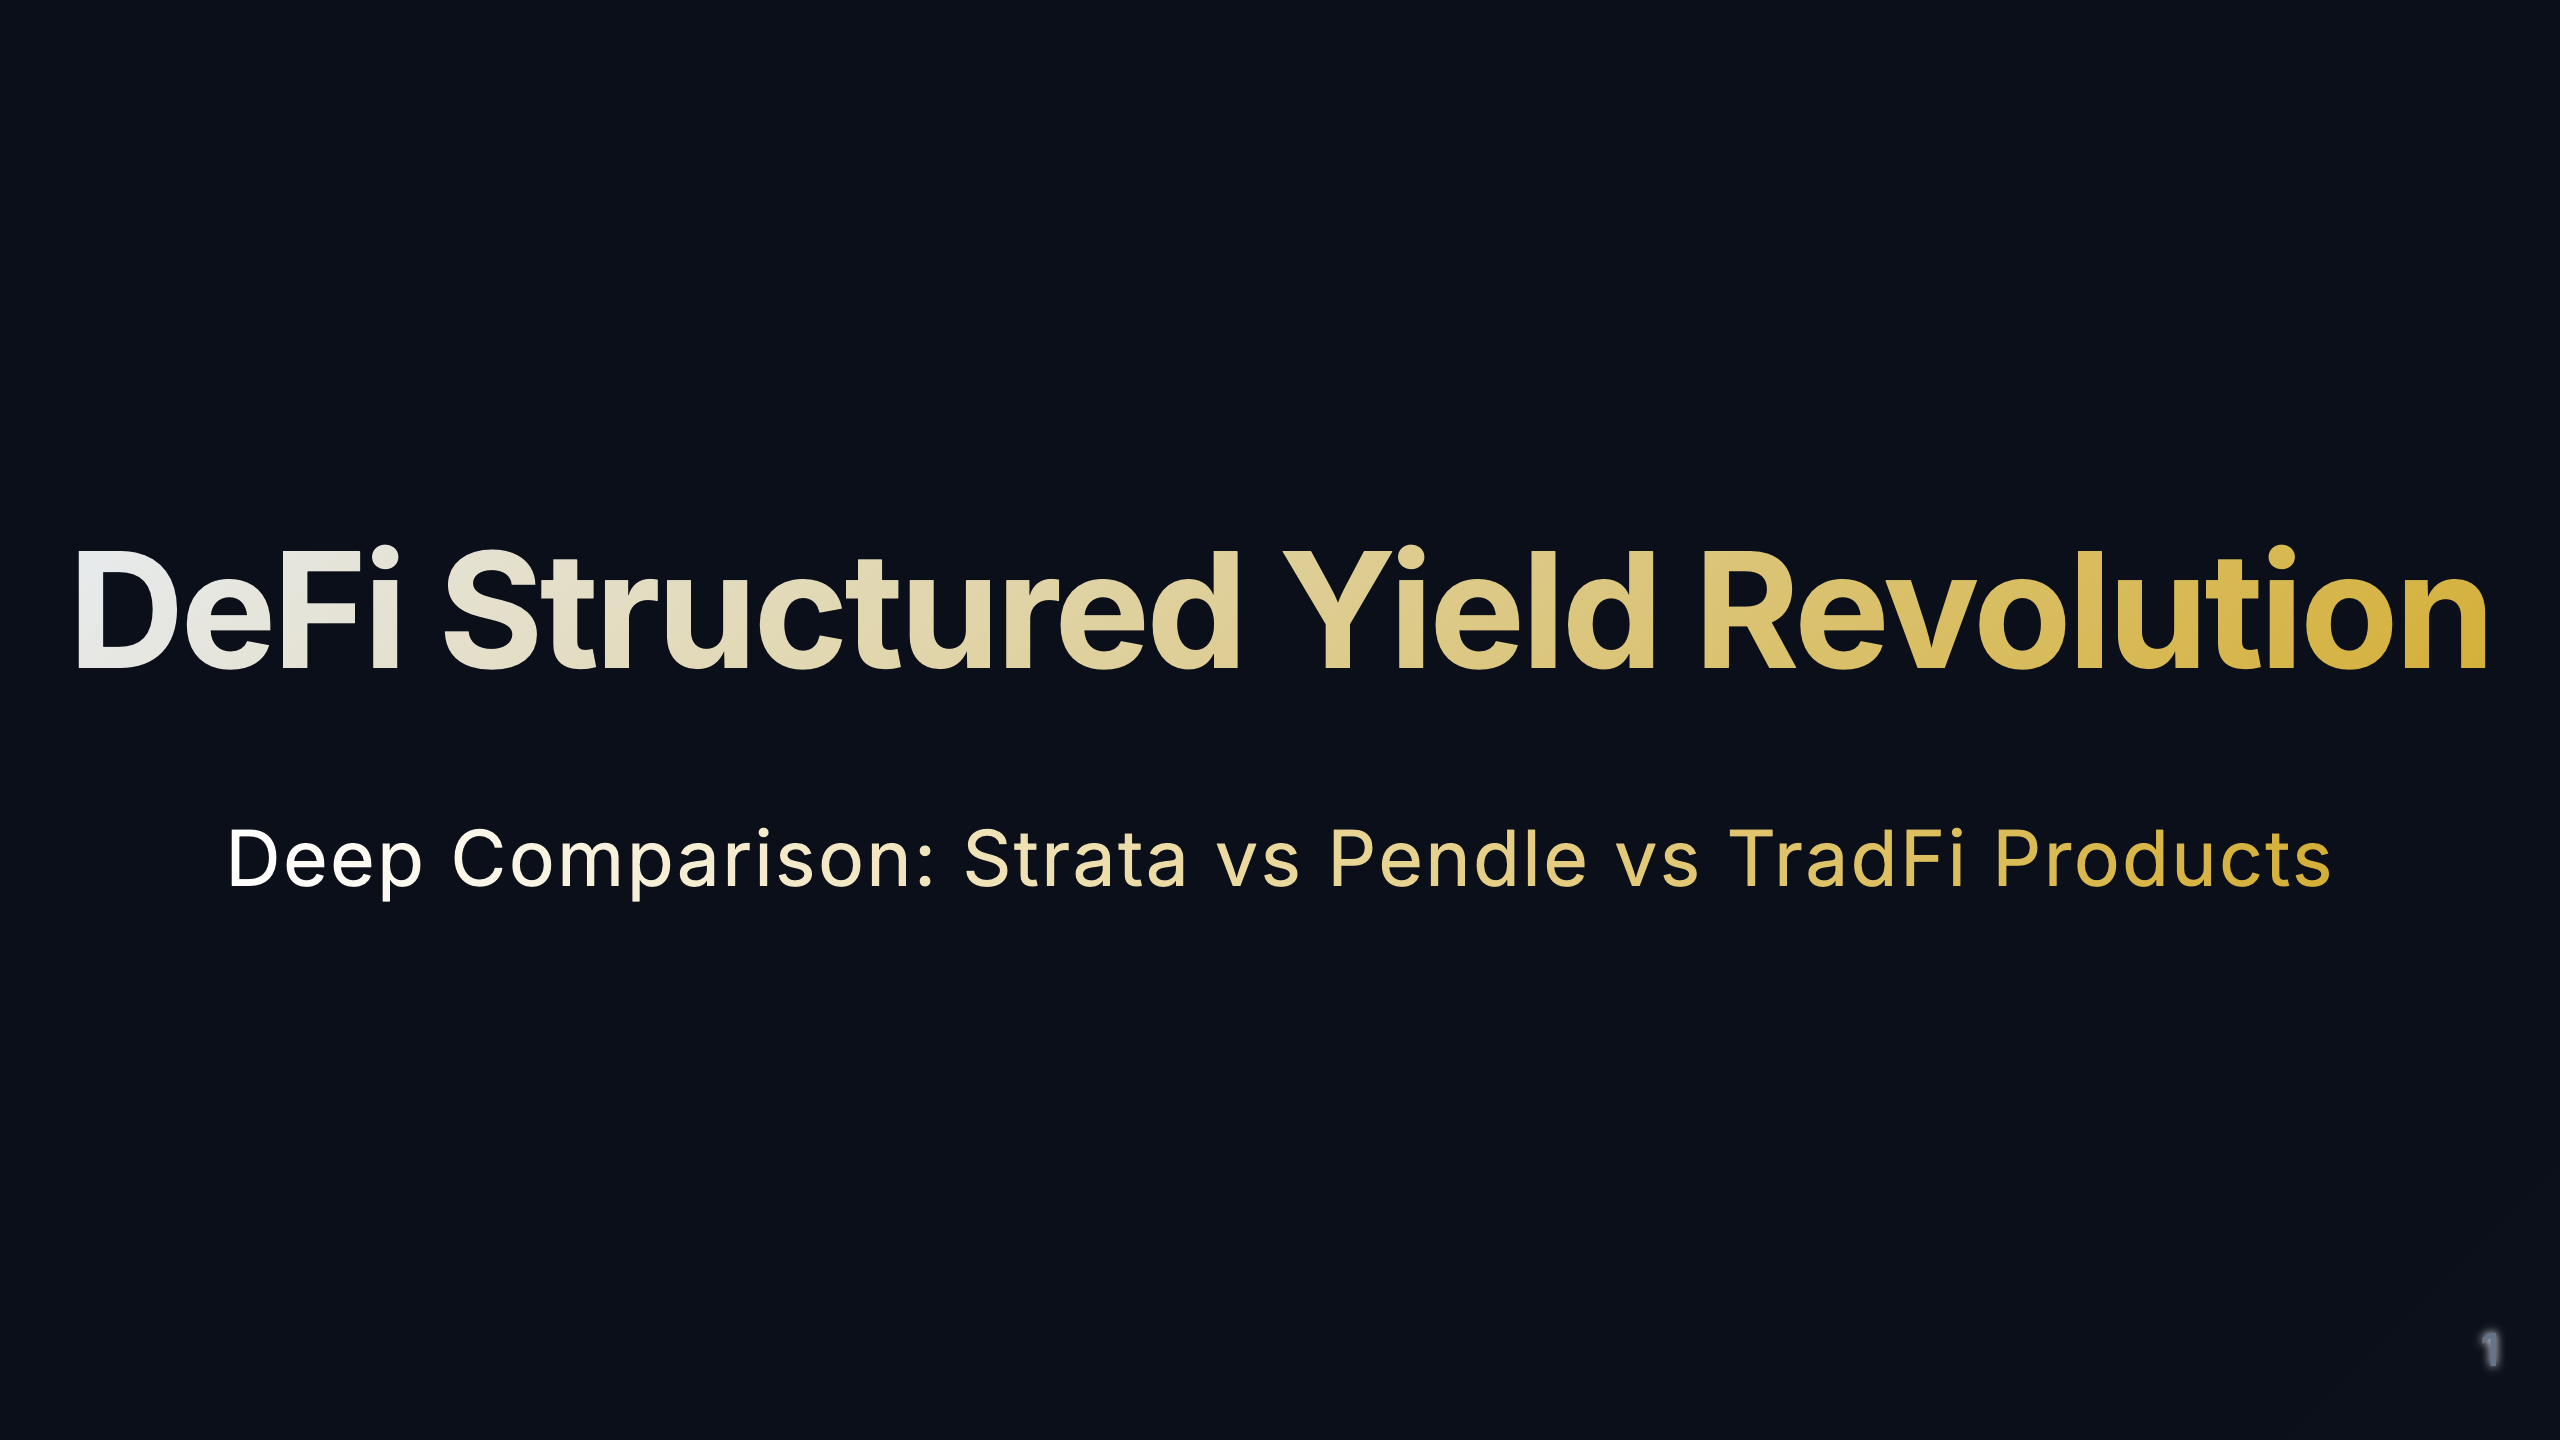 DeFi Structured Yield Revolution
Deep Comparison: Strata vs Pendle vs TradFi Products
1